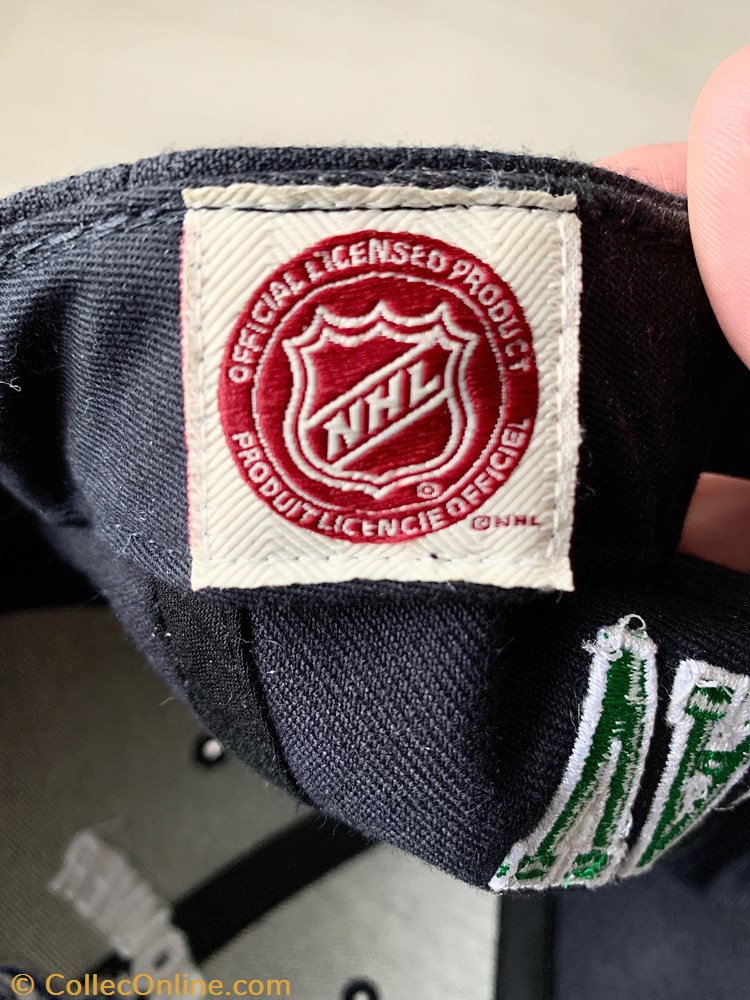 OFFICIAL LICENSED PRODUCT
NHL
®
PRODUIT LICENCIE OFFICIEL
©NHL
© CollecOnline.com